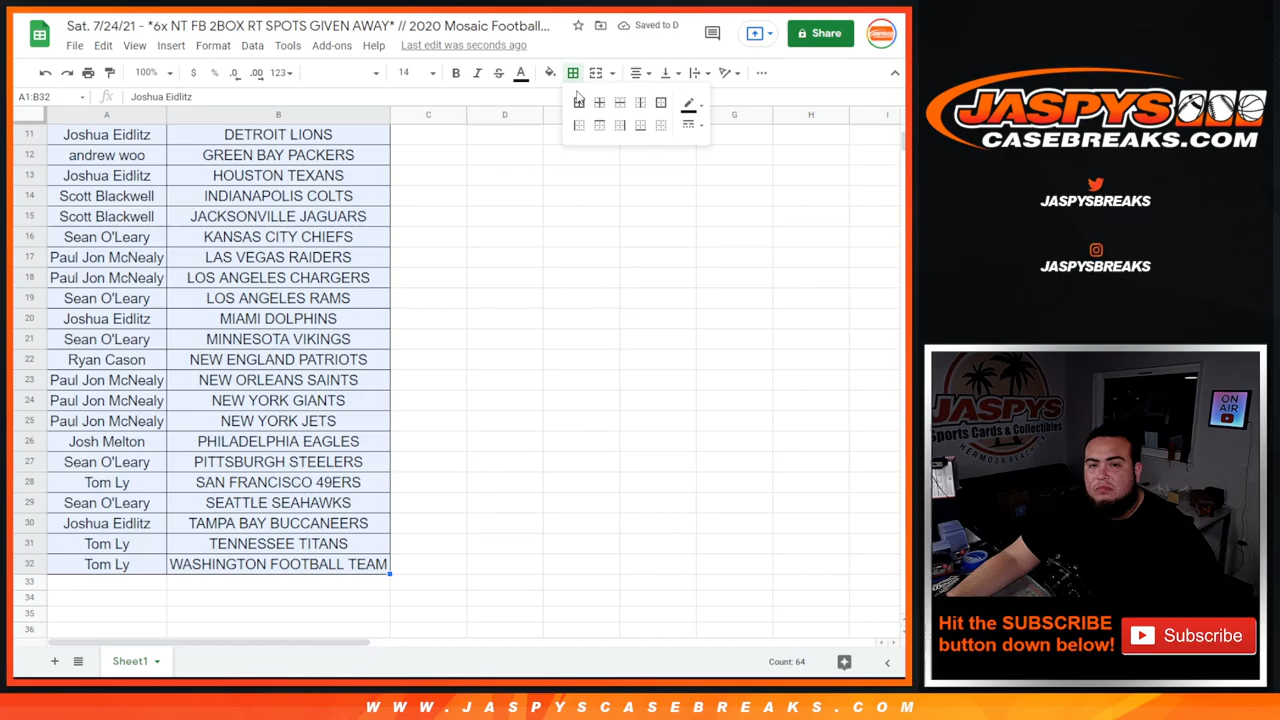 Sat. 7/24/21 - *6x NT FB 2BOX RT SPOTS GIVEN AWAY* // 2020 Mosaic Football...
Saved to D
Share
File Edit View Insert Format Data Tools Add-ons Help Last edit was seconds ago
100% $ % .0 .00 123 14 B I S A
A1:B32 fx Joshua Eidlitz
A B C D G H I
11 Joshua Eidlitz DETROIT LIONS
12 andrew woo GREEN BAY PACKERS
13 Joshua Eidlitz HOUSTON TEXANS
14 Scott Blackwell INDIANAPOLIS COLTS
15 Scott Blackwell JACKSONVILLE JAGUARS
16 Sean O'Leary KANSAS CITY CHIEFS
17 Paul Jon McNealy LAS VEGAS RAIDERS
18 Paul Jon McNealy LOS ANGELES CHARGERS
19 Sean O'Leary LOS ANGELES RAMS
20 Joshua Eidlitz MIAMI DOLPHINS
21 Sean O'Leary MINNESOTA VIKINGS
22 Ryan Cason NEW ENGLAND PATRIOTS
23 Paul Jon McNealy NEW ORLEANS SAINTS
24 Paul Jon McNealy NEW YORK GIANTS
25 Paul Jon McNealy NEW YORK JETS
26 Josh Melton PHILADELPHIA EAGLES
27 Sean O'Leary PITTSBURGH STEELERS
28 Tom Ly SAN FRANCISCO 49ERS
29 Sean O'Leary SEATTLE SEAHAWKS
30 Joshua Eidlitz TAMPA BAY BUCCANEERS
31 Tom Ly TENNESSEE TITANS
32 Tom Ly WASHINGTON FOOTBALL TEAM
33
34
35
36
Sheet1
Count: 64
JASPYS
CASEBREAKS.COM
JASPYSBREAKS
JASPYSBREAKS
JASPYS
Sports Cards & Collectibles
HERMOSA BEACH
ON AIR
Hit the SUBSCRIBE
button down below!
Subscribe
WWW.JASPYSCASEBREAKS.COM